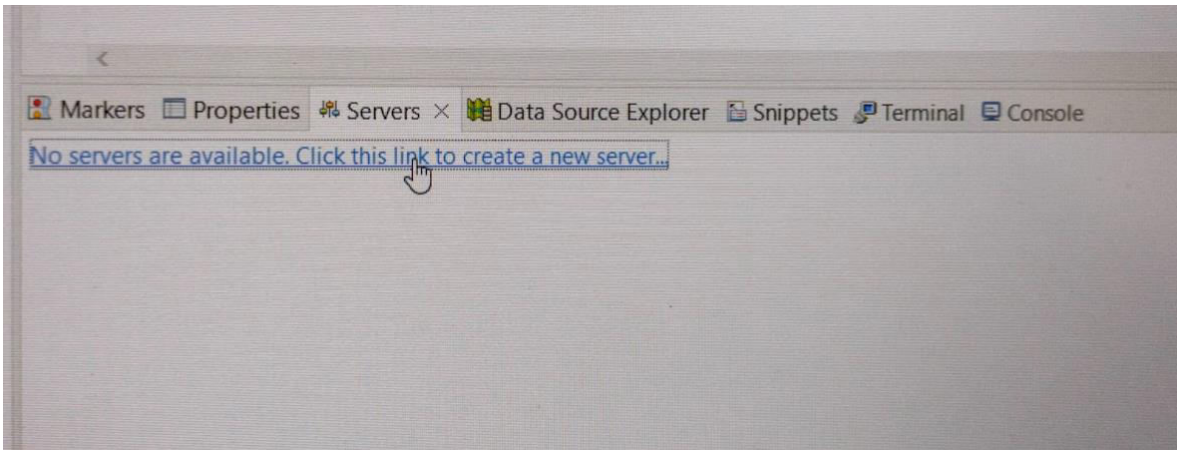 Markers Properties Servers Data Source Explorer Snippets Terminal Console
No servers are available. Click this link to create a new server...